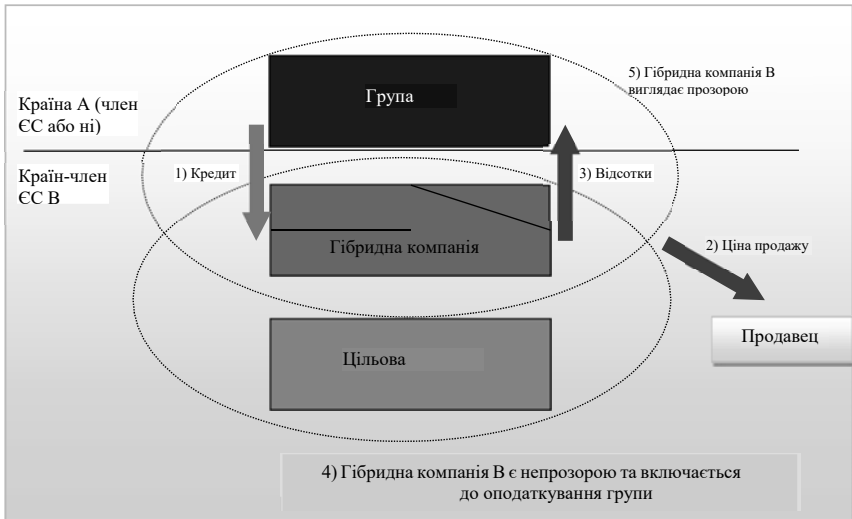 Група
5) Гібридна компанія В
виглядає прозорою
Країна А (член
ЄС або ні)
Країн-член
ЄС В
1) Кредит
3) Відсотки
Гібридна компанія
2) Ціна продажу
Продавец
Цільова
4) Гібридна компанія В є непрозорою та включається
до оподаткування групи